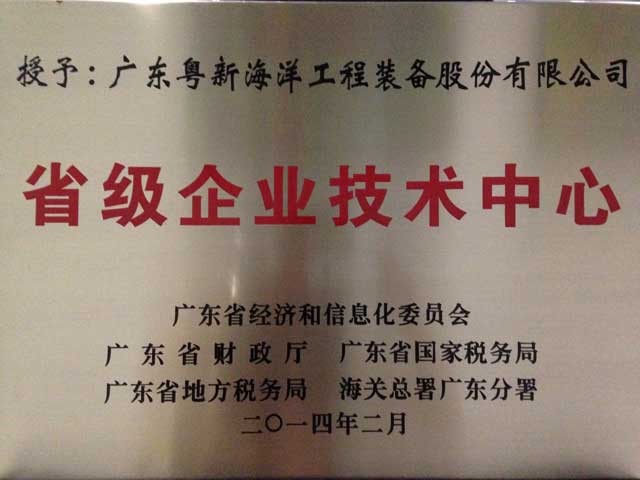 授予：广东粤新海洋工程装备股份有限公司
省级企业技术中心
广东省经济和信息化委员会
广东省财政厅 广东省国家税务局
广东省地方税务局 海关总署广东分署
二〇一四年二月